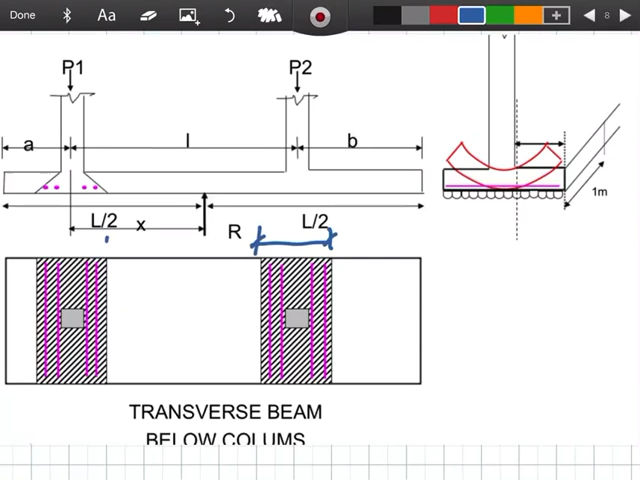 Done Aa 8
P1 P2
a l b
L/2 x R L/2
1m
TRANSVERSE BEAM
BELOW COLUMS